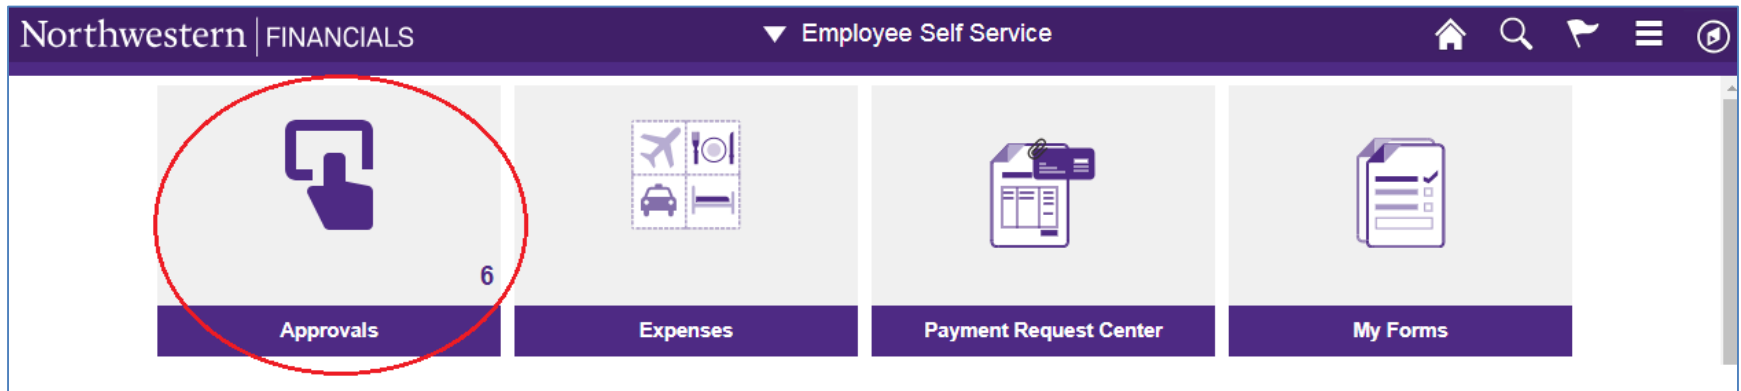 Northwestern | FINANCIALS
Employee Self Service
6
Approvals
Expenses
Payment Request Center
My Forms